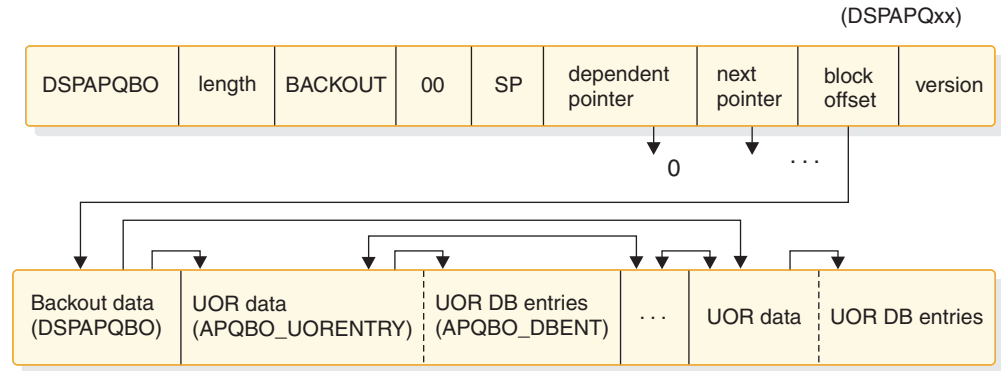 (DSPAPQxx)
DSPAPQBO
length
BACKOUT
00
SP
dependent
pointer
next
pointer
block
offset
version
0
...
Backout data
(DSPAPQBO)
UOR data
(APQBO_UORENTRY)
UOR DB entries
(APQBO_DBENT)
...
UOR data
UOR DB entries